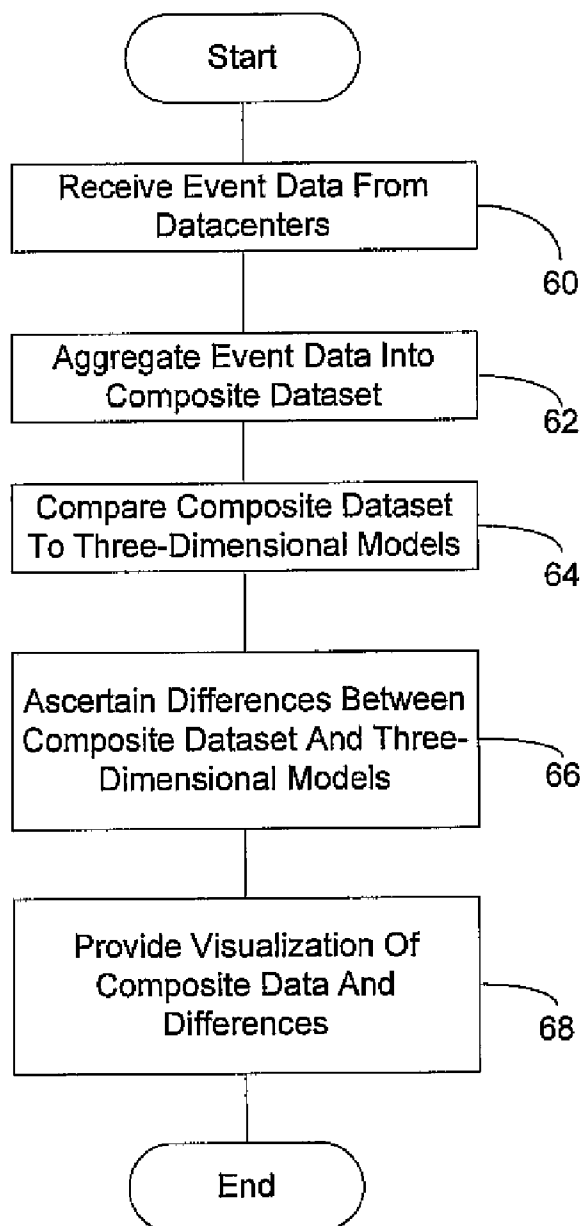 Start
Receive Event Data From
Datacenters
60
Aggregate Event Data Into
Composite Dataset
62
Compare Composite Dataset
To Three-Dimensional Models
64
Ascertain Differences Between
Composite Dataset And Three-
Dimensional Models
66
Provide Visualization Of
Composite Data And
Differences
68
End